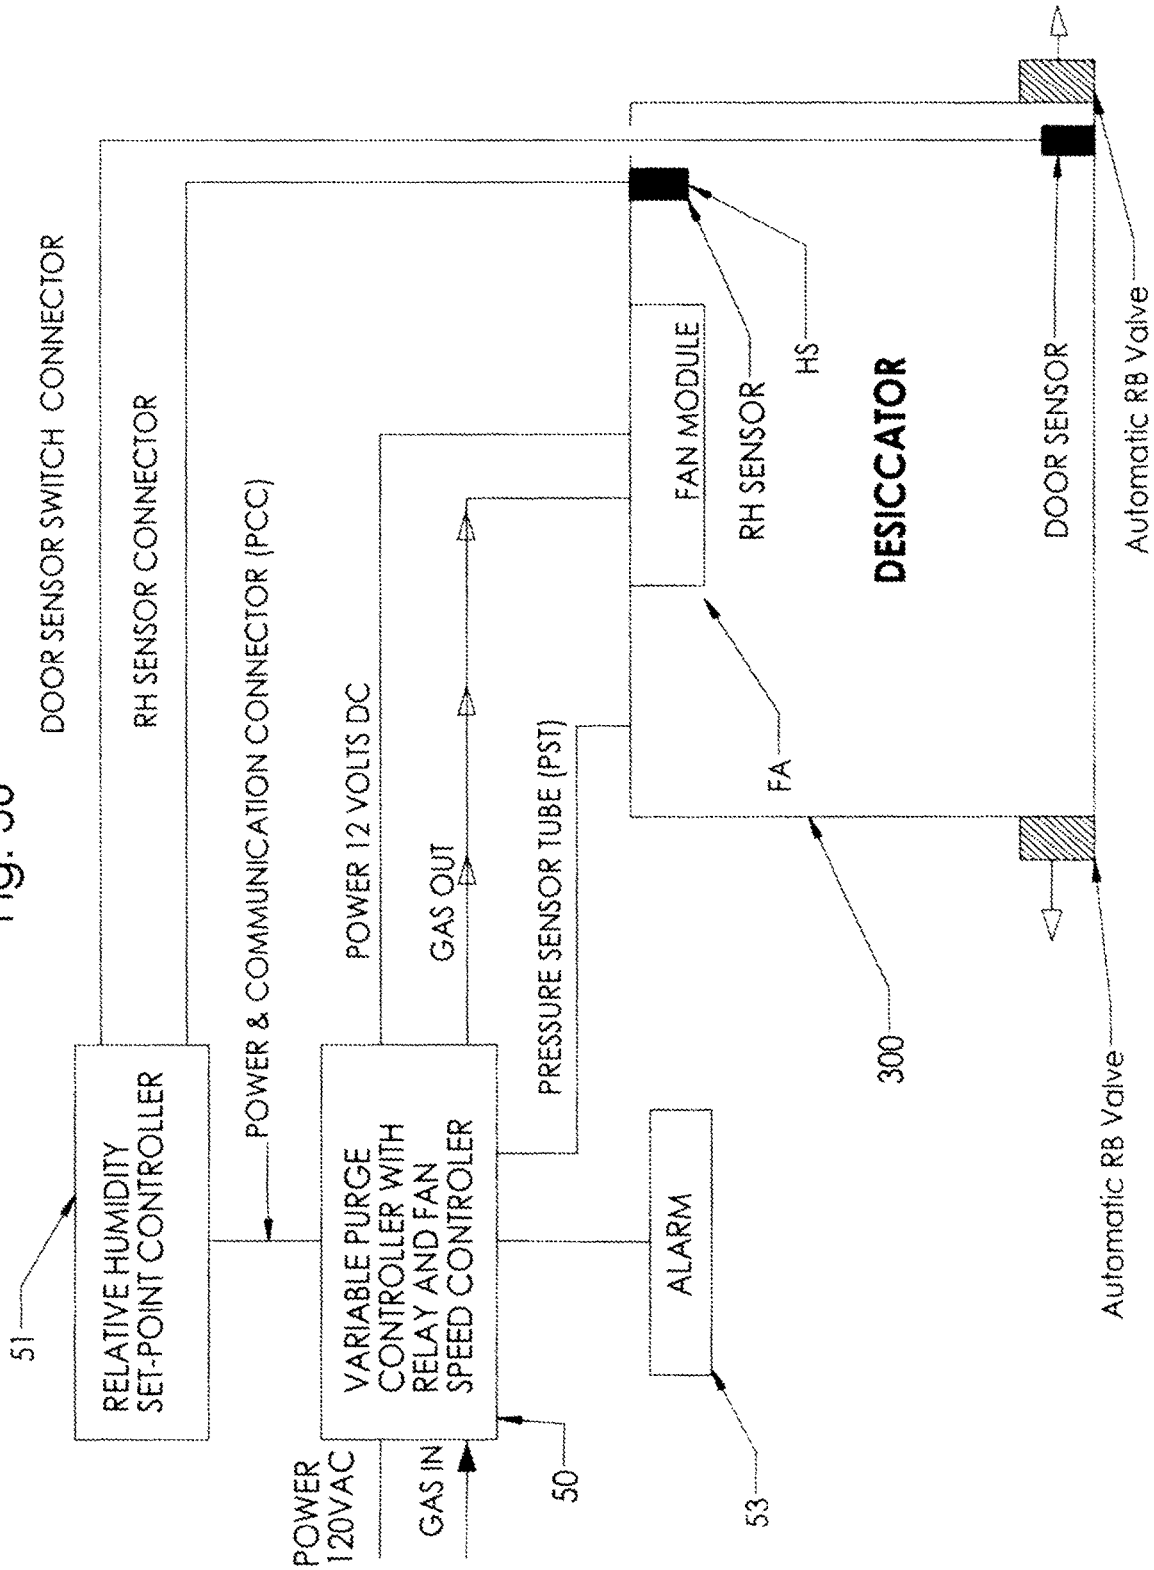 Fig.
51
DOOR SENSOR SWITCH CONNECTOR
RELATIVE HUMIDITY
SET-POINT CONTROLLER
RH SENSOR CONNECTOR
POWER & COMMUNICATION CONNECTOR (PCC)
POWER
120VAC
GAS IN
VARIABLE PURGE
CONTROLLER WITH
RELAY AND FAN
SPEED CONTROLER
POWER 12 VOLTS DC
GAS OUT
PRESSURE SENSOR TUBE (PST)
50
ALARM
53
FAN MODULE
RH SENSOR
HS
FA
DESICCATOR
300
DOOR SENSOR
Automatic RB Valve
Automatic RB Valve